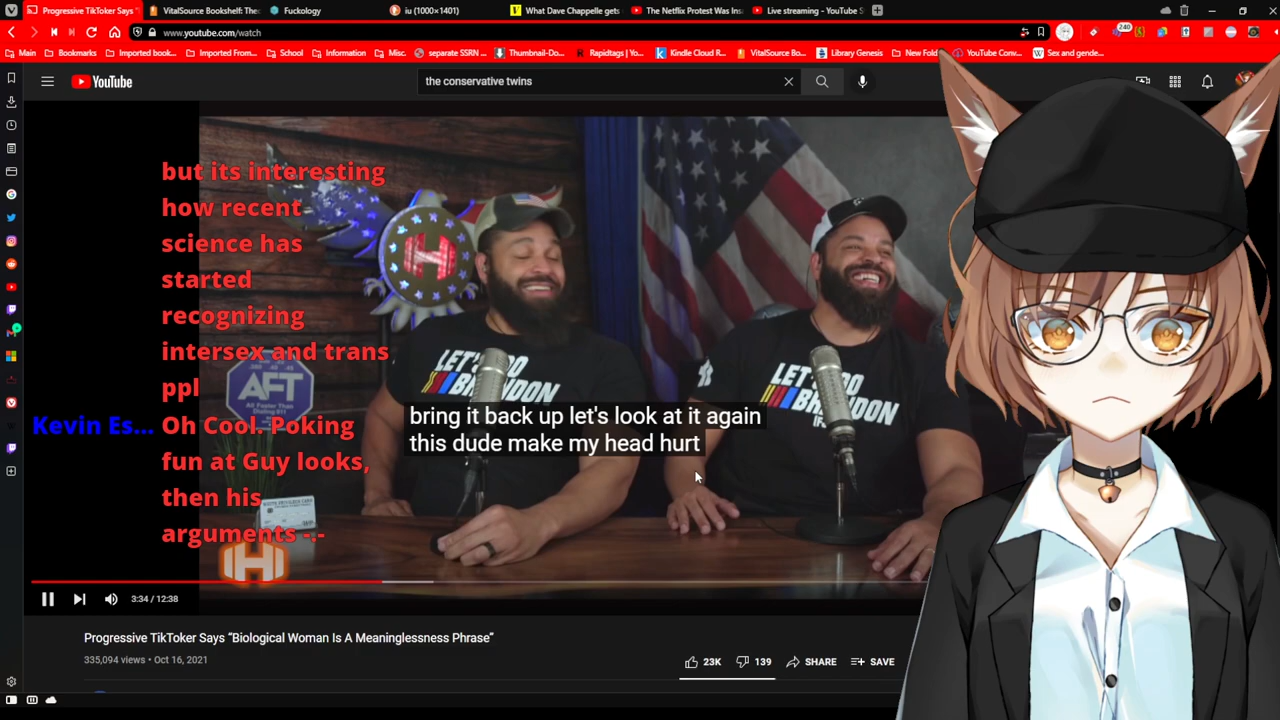 Progressive TikToker Says "
VitalSource Bookshelf: The
Fuckology
iu (1000×1401)
What Dave Chappelle gets
The Netflix Protest Was Ins
Live streaming - YouTube S
www.youtube.com/watch
240
Main
Bookmarks
Imported book...
Imported From...
School
Information
Misc.
separate SSRN ...
Thumbnail-Do...
Rapidtags | Yo...
Kindle Cloud R...
VitalSource Bo...
Library Genesis
New Fold
YouTube Conv...
Sex and gende...
YouTube
the conservative twins
but its interesting
how recent
science has
started
recognizing
intersex and trans
ppl
Kevin Es... Oh Cool. Poking
fun at Guy looks,
then his
arguments -.-
AFT
LET'S GO
BRANDON
LET'S GO
BRANDON
bring it back up let's look at it again
this dude make my head hurt
3:34 / 12:38
Progressive TikToker Says "Biological Woman Is A Meaninglessness Phrase"
335,094 views • Oct 16, 2021
23K
139
SHARE
SAVE